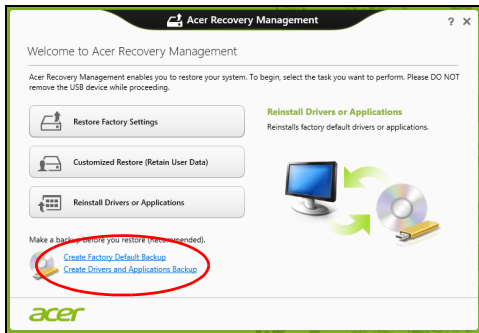 Acer Recovery Management
? X
Welcome to Acer Recovery Management
Acer Recovery Management enables you to restore your system. To begin, select the task you want to perform. Please DO NOT
remove the USB device while proceeding.
Restore Factory Settings
Customized Restore (Retain User Data)
Reinstall Drivers or Applications
Reinstall Drivers or Applications
Reinstalls factory default drivers or applications.
Make a backup before you restore (Recommended).
Create Factory Default Backup
Create Drivers and Applications Backup
acer